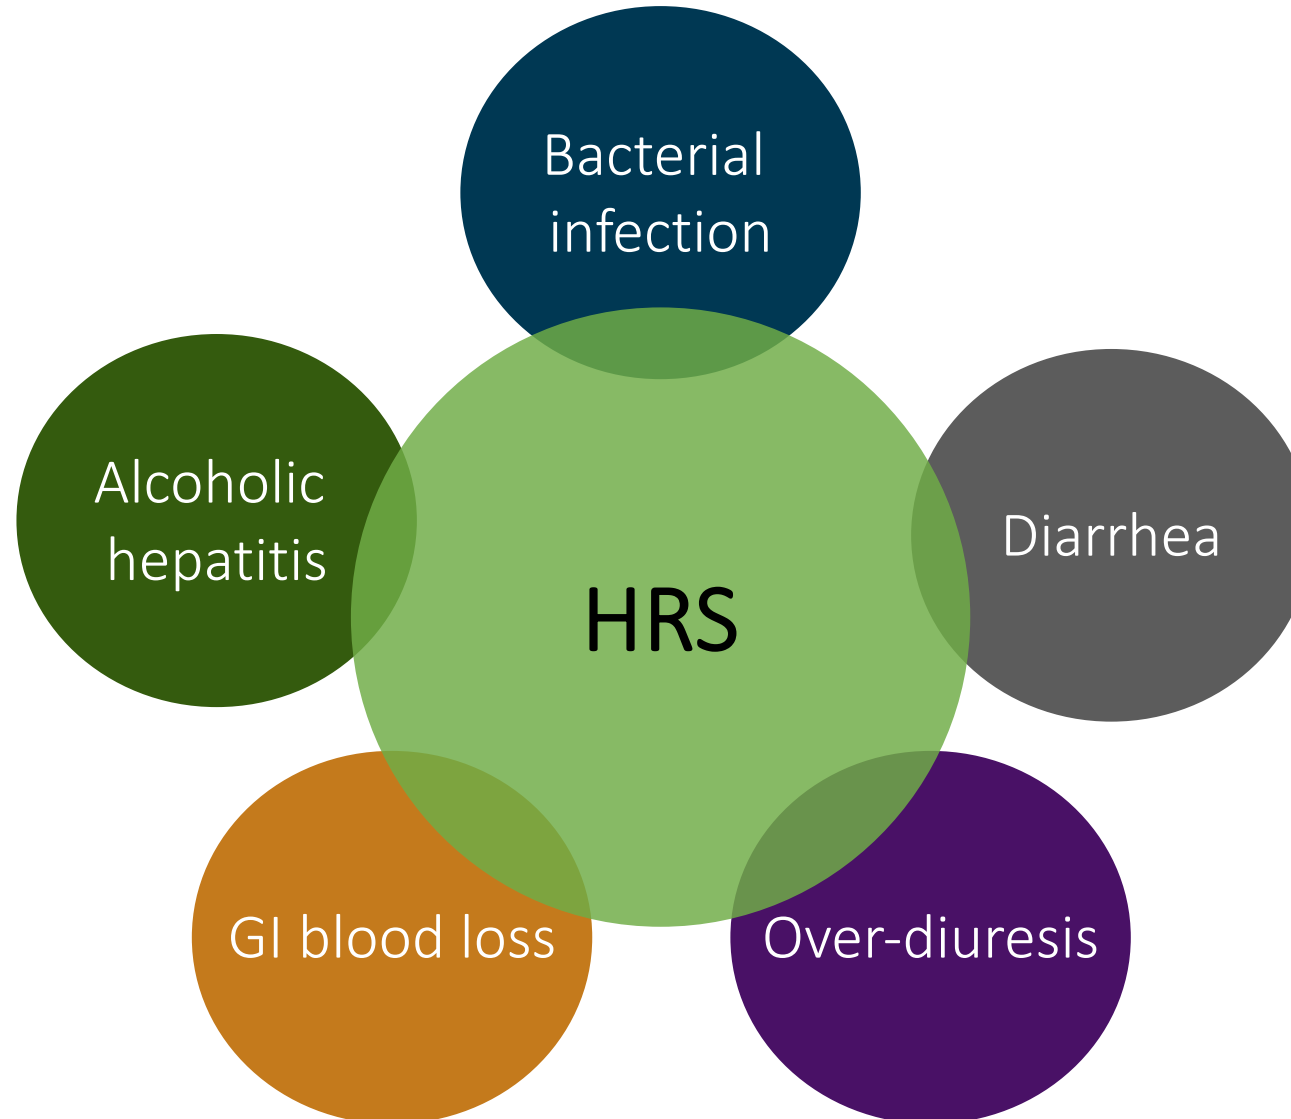 Bacterial
infection
Alcoholic
hepatitis
Diarrhea
HRS
GI blood loss
Over-diuresis